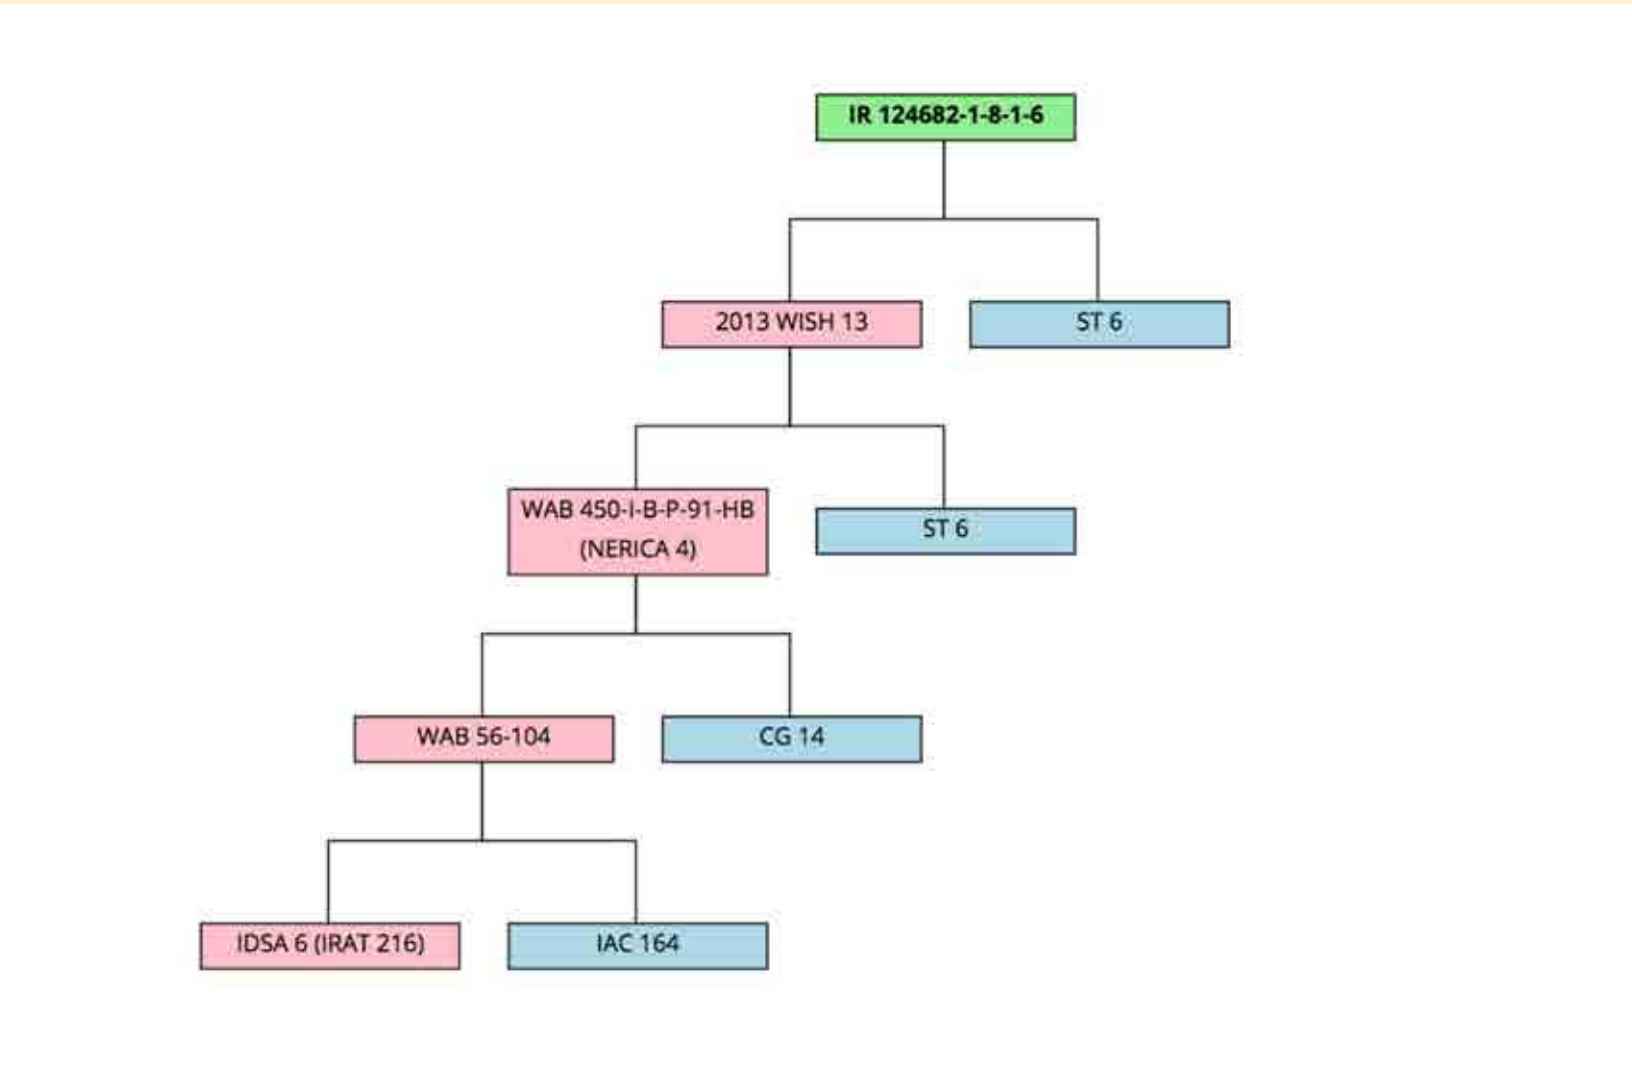 IR 124682-1-8-1-6
2013 WISH 13
ST 6
WAB 450-I-B-P-91-HB
(NERICA 4)
ST 6
WAB 56-104
CG 14
IDSA 6 (IRAT 216)
IAC 164